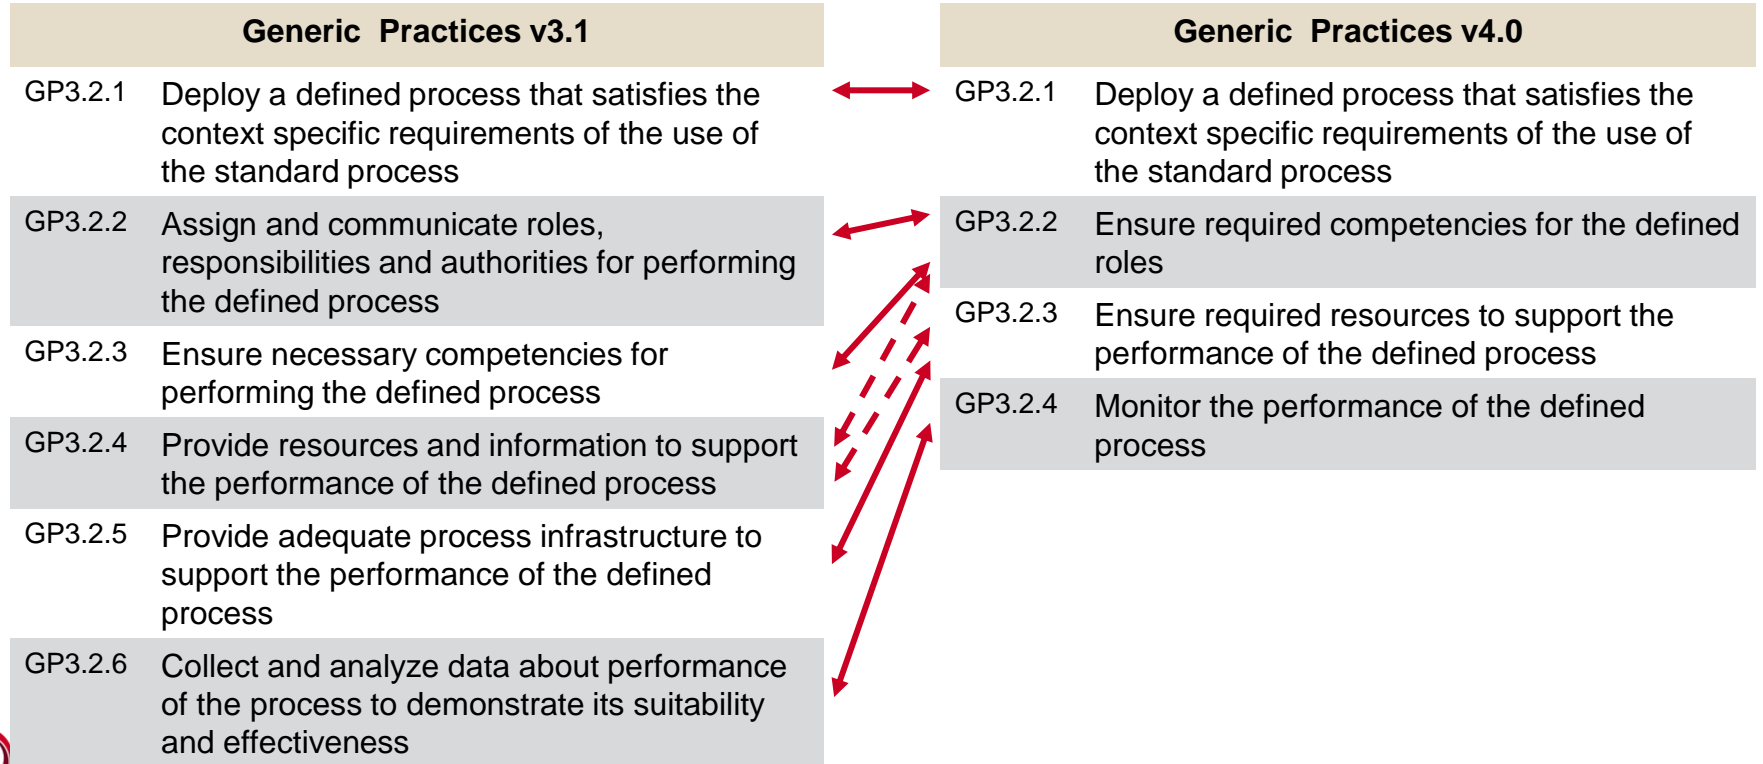 Generic  Practices v3.1
GP3.2.1 Deploy a defined process that satisfies the
context specific requirements of the use of
the standard process
GP3.2.2 Assign and communicate roles,
responsibilities and authorities for performing
the defined process
GP3.2.3 Ensure necessary competencies for
performing the defined process
GP3.2.4 Provide resources and information to support
the performance of the defined process
GP3.2.5 Provide adequate process infrastructure to
support the performance of the defined
process
GP3.2.6 Collect and analyze data about performance
of the process to demonstrate its suitability
and effectiveness
Generic  Practices v4.0
GP3.2.1 Deploy a defined process that satisfies the
context specific requirements of the use of
the standard process
GP3.2.2 Ensure required competencies for the defined
roles
GP3.2.3 Ensure required resources to support the
performance of the defined process
GP3.2.4 Monitor the performance of the defined
process